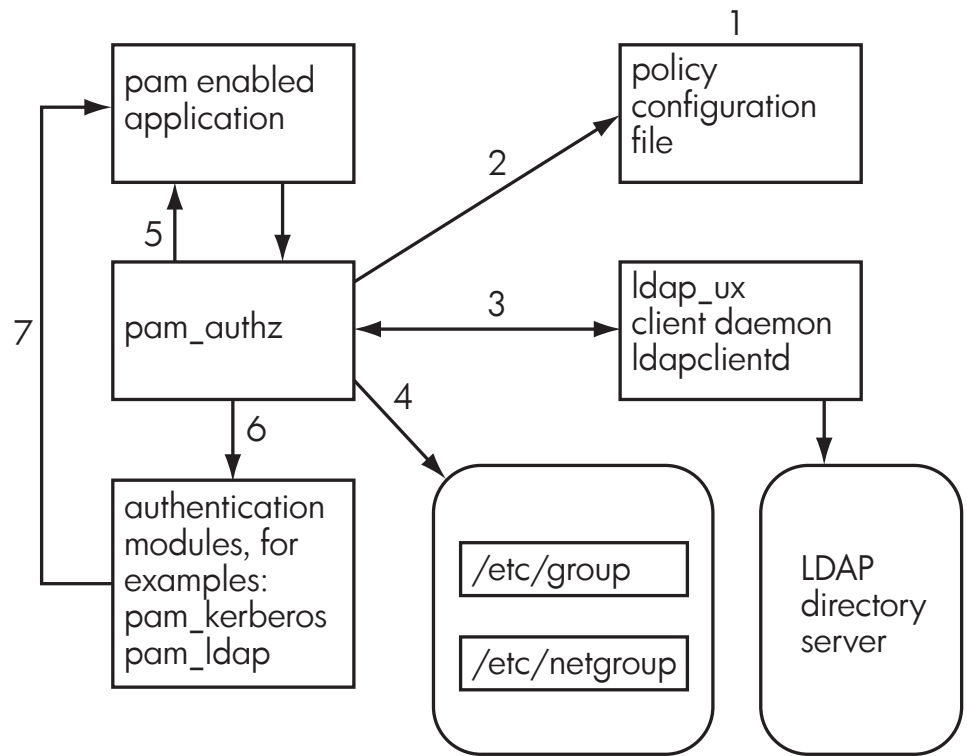 1
pam enabled
application
policy
configuration
file
2
5
pam_authz
3
ldap_ux
client daemon
ldapclientd
7
4
6
authentication
modules, for
examples:
pam_kerberos
pam_ldap
/etc/group
/etc/netgroup
LDAP
directory
server